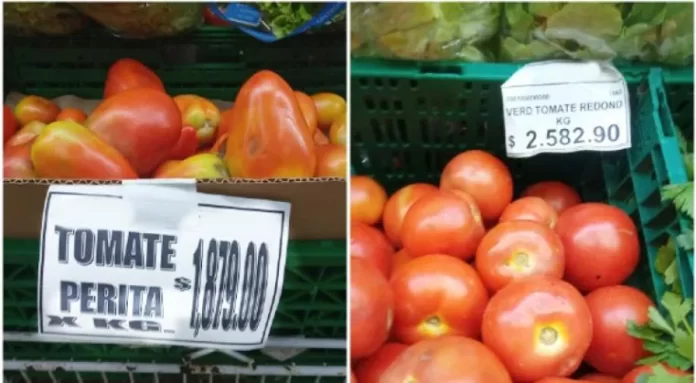 TOMATE
PERITA
$ 1,879.00
X KG
VERD TOMATE REDOND
KG
$ 2.582.90